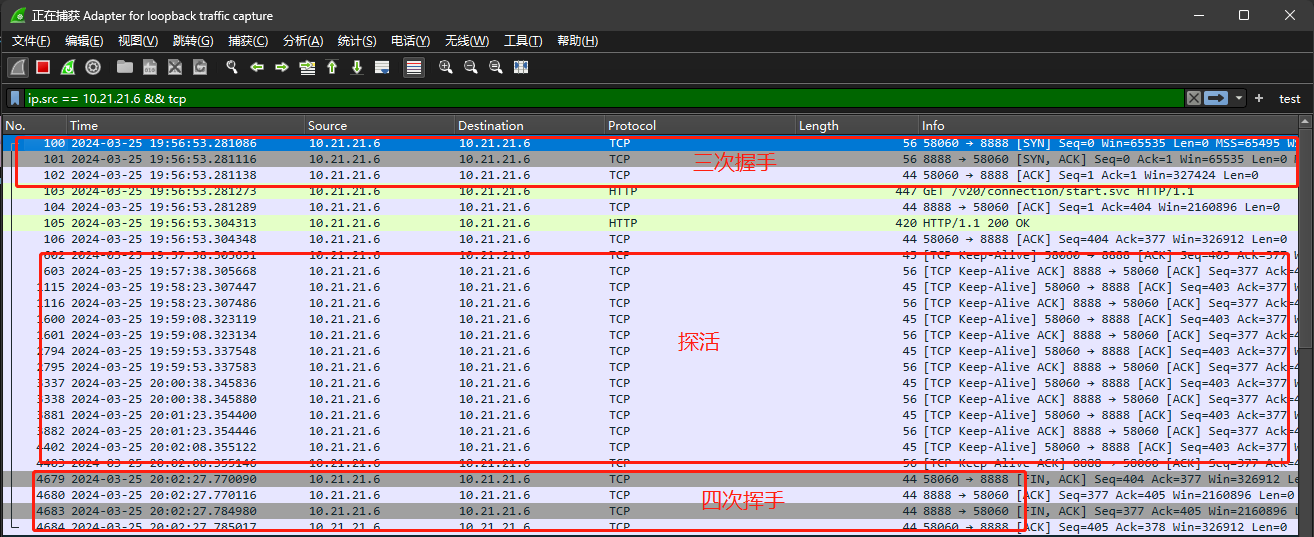 正在捕获 Adapter for loopback traffic capture
文件(F) 编辑(E) 视图(V) 跳转(G) 捕获(C) 分析(A) 统计(S) 电话(Y) 无线(W) 工具(T) 帮助(H)
ip.src == 10.21.21.6 && tcp test
No. Time Source Destination Protocol Length Info
100 2024-03-25 19:56:53.281086 10.21.21.6 10.21.21.6 TCP 56 58060 → 8888 [SYN] Seq=0 Win=65535 Len=0 MSS=65495 WS
101 2024-03-25 19:56:53.281116 10.21.21.6 10.21.21.6 TCP 56 8888 → 58060 [SYN, ACK] Seq=0 Ack=1 Win=65535 Len=0
三次握手
102 2024-03-25 19:56:53.281138 10.21.21.6 10.21.21.6 TCP 44 58060 → 8888 [ACK] Seq=1 Ack=1 Win=327424 Len=0
103 2024-03-25 19:56:53.281273 10.21.21.6 10.21.21.6 HTTP 447 GET /v20/connection/start.svc HTTP/1.1
104 2024-03-25 19:56:53.281289 10.21.21.6 10.21.21.6 TCP 44 8888 → 58060 [ACK] Seq=1 Ack=404 Win=2160896 Len=0
105 2024-03-25 19:56:53.304313 10.21.21.6 10.21.21.6 HTTP 420 HTTP/1.1 200 OK
106 2024-03-25 19:56:53.304348 10.21.21.6 10.21.21.6 TCP 44 58060 → 8888 [ACK] Seq=404 Ack=377 Win=326912 Len=0
602 2024-03-25 19:57:38.305631 10.21.21.6 10.21.21.6 TCP 45 [TCP Keep-Alive] 58060 → 8888 [ACK] Seq=403 Ack=377 W
603 2024-03-25 19:57:38.305668 10.21.21.6 10.21.21.6 TCP 56 [TCP Keep-Alive ACK] 8888 → 58060 [ACK] Seq=377 Ack=4
1115 2024-03-25 19:58:23.307447 10.21.21.6 10.21.21.6 TCP 45 [TCP Keep-Alive] 58060 → 8888 [ACK] Seq=403 Ack=377 W
1116 2024-03-25 19:58:23.307486 10.21.21.6 10.21.21.6 TCP 56 [TCP Keep-Alive ACK] 8888 → 58060 [ACK] Seq=377 Ack=4
1600 2024-03-25 19:59:08.323119 10.21.21.6 10.21.21.6 TCP 45 [TCP Keep-Alive] 58060 → 8888 [ACK] Seq=403 Ack=377 W
1601 2024-03-25 19:59:08.323134 10.21.21.6 10.21.21.6 TCP 56 [TCP Keep-Alive ACK] 8888 → 58060 [ACK] Seq=377 Ack=4
探活
2794 2024-03-25 19:59:53.337548 10.21.21.6 10.21.21.6 TCP 45 [TCP Keep-Alive] 58060 → 8888 [ACK] Seq=403 Ack=377 W
2795 2024-03-25 19:59:53.337583 10.21.21.6 10.21.21.6 TCP 56 [TCP Keep-Alive ACK] 8888 → 58060 [ACK] Seq=377 Ack=4
3337 2024-03-25 20:00:38.345836 10.21.21.6 10.21.21.6 TCP 45 [TCP Keep-Alive] 58060 → 8888 [ACK] Seq=403 Ack=377 W
3338 2024-03-25 20:00:38.345880 10.21.21.6 10.21.21.6 TCP 56 [TCP Keep-Alive ACK] 8888 → 58060 [ACK] Seq=377 Ack=4
3881 2024-03-25 20:01:23.354400 10.21.21.6 10.21.21.6 TCP 45 [TCP Keep-Alive] 58060 → 8888 [ACK] Seq=403 Ack=377 W
3882 2024-03-25 20:01:23.354446 10.21.21.6 10.21.21.6 TCP 56 [TCP Keep-Alive ACK] 8888 → 58060 [ACK] Seq=377 Ack=4
4402 2024-03-25 20:02:08.355122 10.21.21.6 10.21.21.6 TCP 45 [TCP Keep-Alive] 58060 → 8888 [ACK] Seq=403 Ack=377 W
4403 2024-03-25 20:02:08.355146 10.21.21.6 10.21.21.6 TCP 56 [TCP Keep-Alive ACK] 8888 → 58060 [ACK] Seq=377 Ack=4
4679 2024-03-25 20:02:27.770090 10.21.21.6 10.21.21.6 TCP 44 58060 → 8888 [FIN, ACK] Seq=404 Ack=377 Win=326912 Le
4680 2024-03-25 20:02:27.770116 10.21.21.6 10.21.21.6 TCP 44 8888 → 58060 [ACK] Seq=377 Ack=405 Win=2160896 Len=0
四次挥手
4683 2024-03-25 20:02:27.784980 10.21.21.6 10.21.21.6 TCP 44 8888 → 58060 [FIN, ACK] Seq=377 Ack=405 Win=2160896 L
4684 2024-03-25 20:02:27.785017 10.21.21.6 10.21.21.6 TCP 44 58060 → 8888 [ACK] Seq=405 Ack=378 Win=326912 Len=0